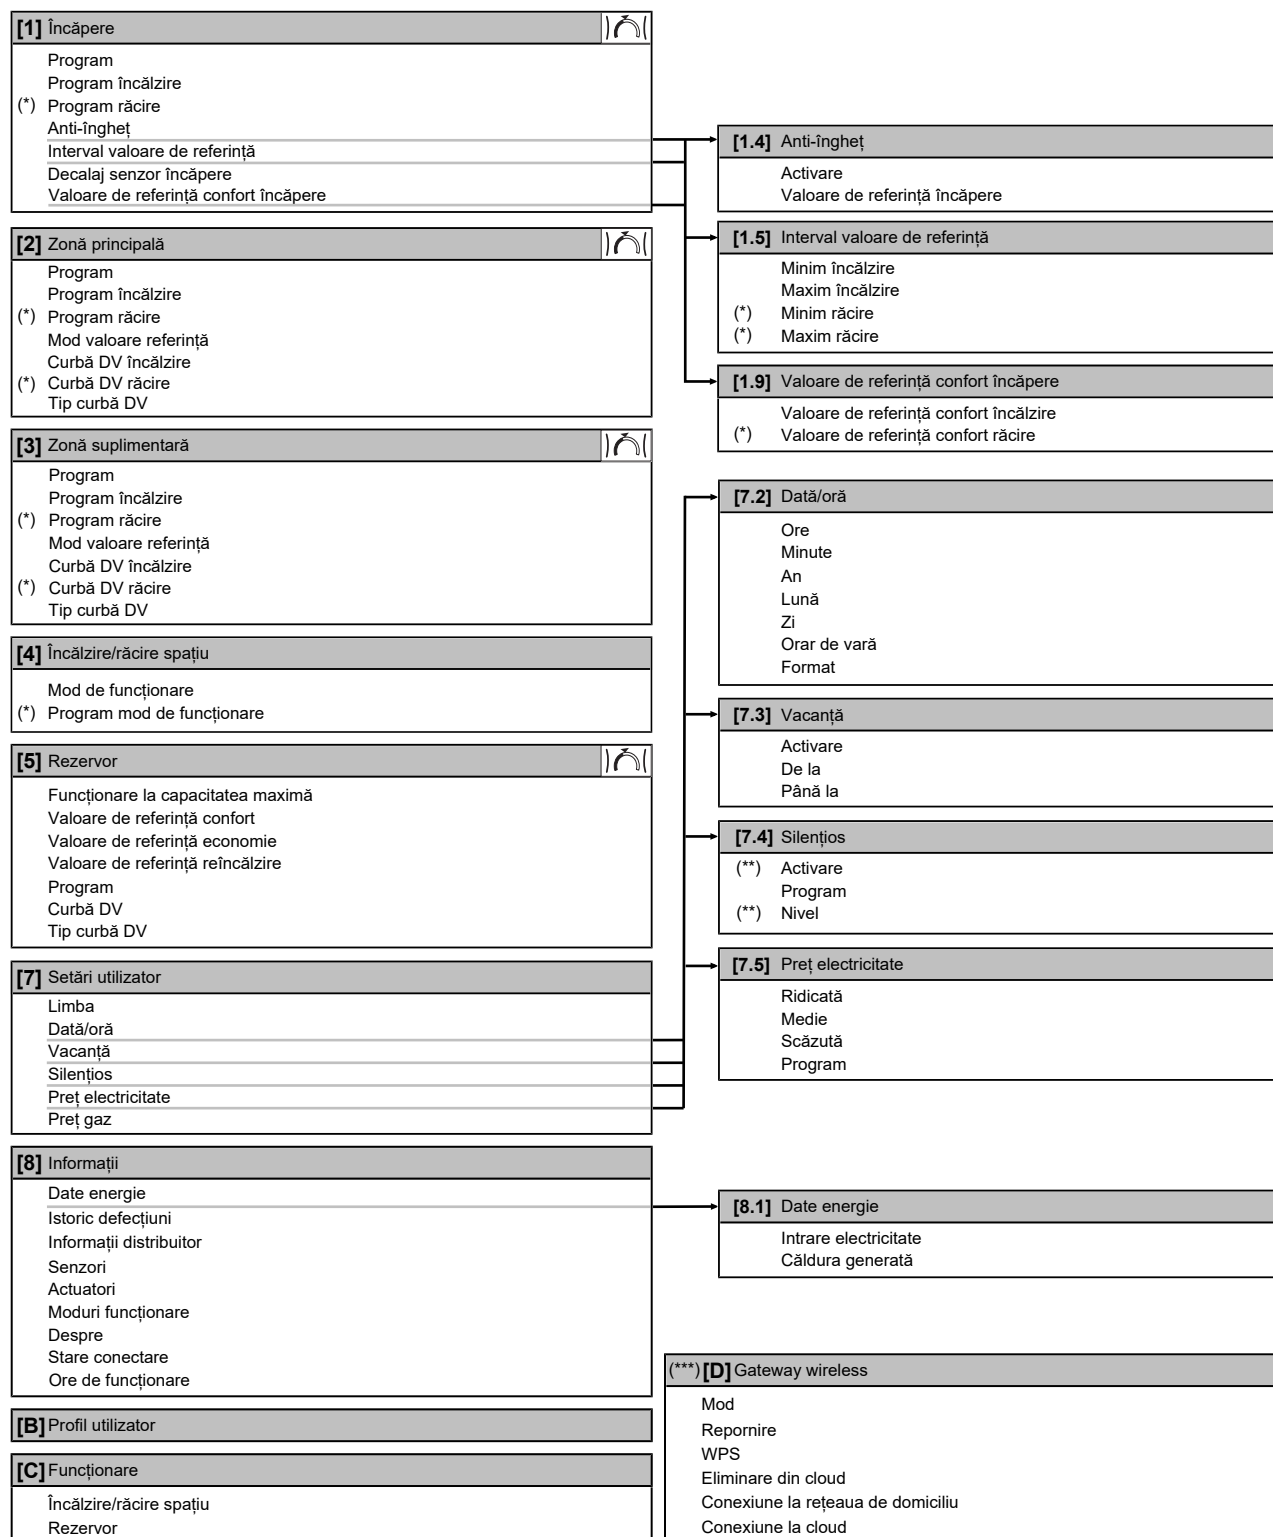 [1] Încăpere
Program
Program încălzire
(*) Program răcire
Anti-îngheț
Interval valoare de referință
Decalaj senzor încăpere
Valoare de referință confort încăpere
[2] Zonă principală
Program
Program încălzire
(*) Program răcire
Mod valoare referință
Curbă DV încălzire
(*) Curbă DV răcire
Tip curbă DV
[3] Zonă suplimentară
Program
Program încălzire
(*) Program răcire
Mod valoare referință
Curbă DV încălzire
(*) Curbă DV răcire
Tip curbă DV
[4] Încălzire/răcire spațiu
Mod de funcționare
(*) Program mod de funcționare
[5] Rezervor
Funcționare la capacitatea maximă
Valoare de referință confort
Valoare de referință economie
Valoare de referință reîncălzire
Program
Curbă DV
Tip curbă DV
[7] Setări utilizator
Limba
Dată/oră
Vacanță
Silențios
Preț electricitate
Preț gaz
[8] Informații
Date energie
Istoric defecțiuni
Informații distribuitor
Senzori
Actuatori
Moduri funcționare
Despre
Stare conectare
Ore de funcționare
[B] Profil utilizator
[C] Funcționare
Încălzire/răcire spațiu
Rezervor
[1.4] Anti-îngheț
Activare
Valoare de referință încăpere
[1.5] Interval valoare de referință
Minim încălzire
Maxim încălzire
(*) Minim răcire
(*) Maxim răcire
[1.9] Valoare de referință confort încăpere
Valoare de referință confort încălzire
(*) Valoare de referință confort răcire
[7.2] Dată/oră
Ore
Minute
An
Lună
Zi
Orar de vară
Format
[7.3] Vacanță
Activare
De la
Până la
[7.4] Silențios
(**) Activare
Program
(**) Nivel
[7.5] Preț electricitate
Ridicată
Medie
Scăzută
Program
[8.1] Date energie
Intrare electricitate
Căldura generată
(***) [D] Gateway wireless
Mod
Repornire
WPS
Eliminare din cloud
Conexiune la rețeaua de domiciliu
Conexiune la cloud